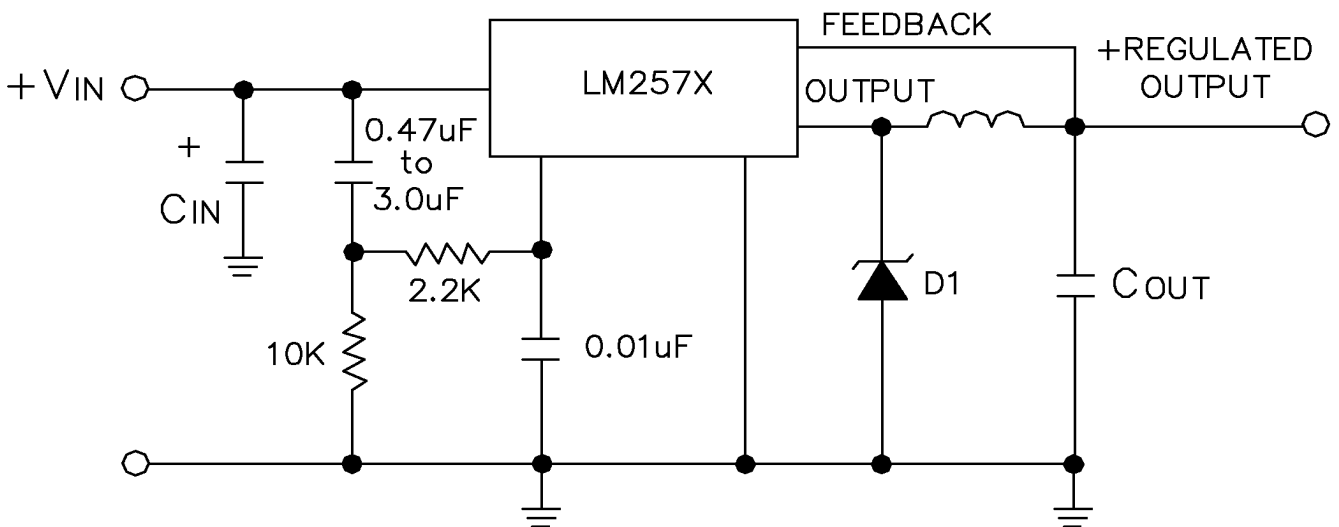 FEEDBACK
+REGULATED
OUTPUT
+VIN
LM257X
OUTPUT
0.47uF
to
3.0uF
+
CIN
2.2K
D1
COUT
10K
0.01uF